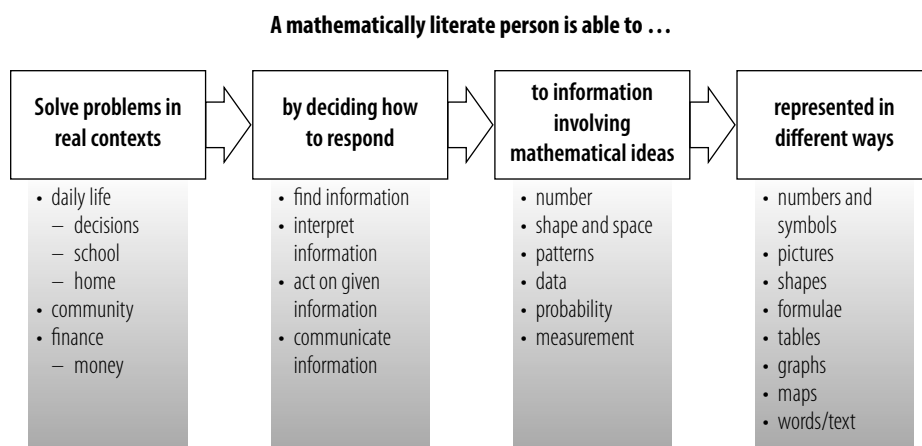 A mathematically literate person is able to …
Solve problems in
real contexts
• daily life
– decisions
– school
– home
• community
• finance
– money
by deciding how
to respond
• find information
• interpret
information
• act on given
information
• communicate
information
to information
involving
mathematical ideas
• number
• shape and space
• patterns
• data
• probability
• measurement
represented in
different ways
• numbers and
symbols
• pictures
• shapes
• formulae
• tables
• graphs
• maps
• words/text